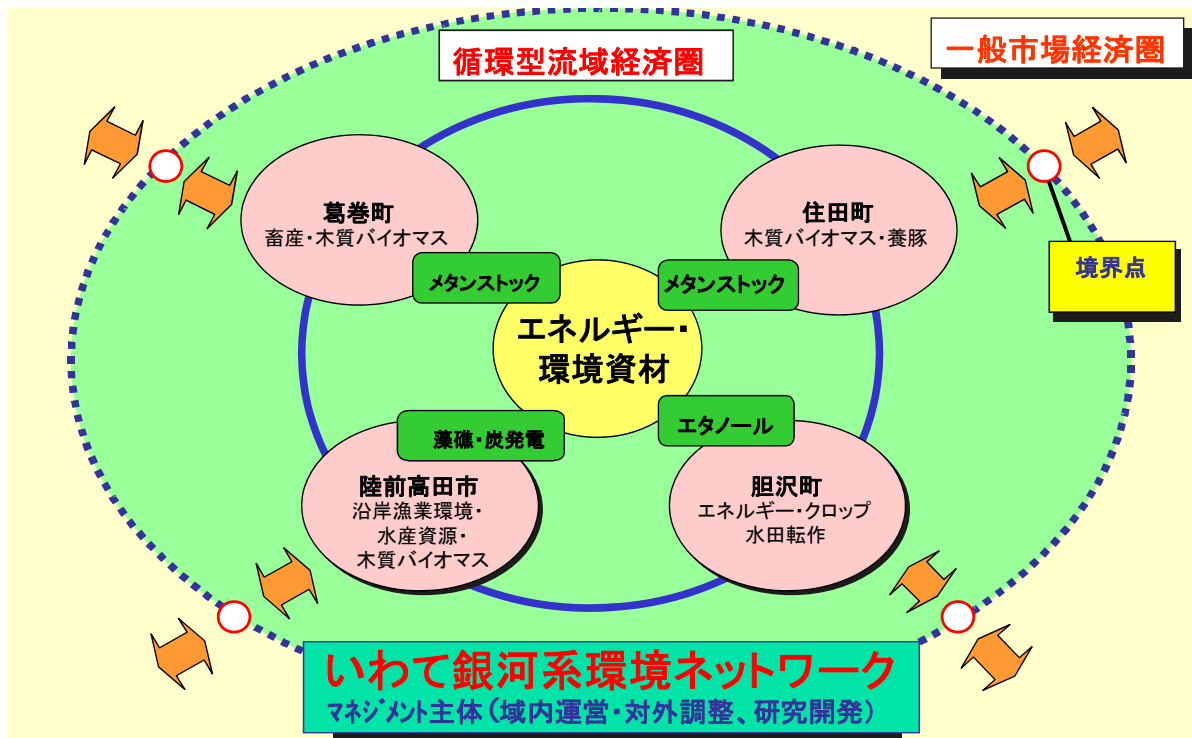 循環型流域経済圏
一般市場経済圏
葛巻町
畜産・木質バイオマス
住田町
木質バイオマス・養豚
境界点
メタンストック
メタンストック
エネルギー・
環境資材
藻礁・炭発電
エタノール
陸前高田市
沿岸漁業環境・
水産資源・
木質バイオマス
胆沢町
エネルギー・クロップ
水田転作
いわて銀河系環境ネットワーク
マネジメント主体（域内運営・対外調整、研究開発）